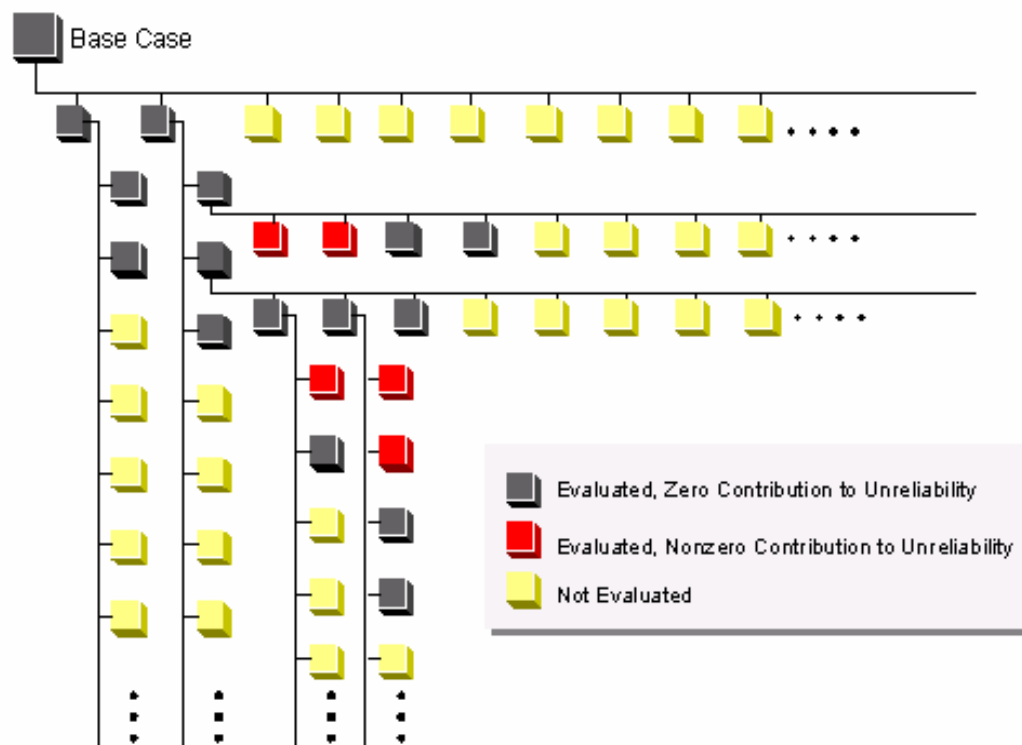 Base Case
Evaluated, Zero Contribution to Unreliability
Evaluated, Nonzero Contribution to Unreliability
Not Evaluated